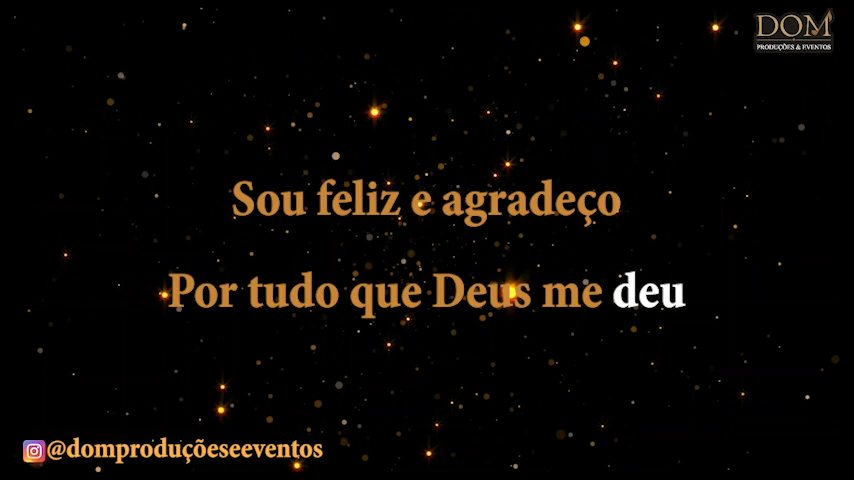 DOM
PRODUÇÕES & EVENTOS
Sou feliz e agradeço
Por tudo que Deus me deu
@domproduçõeseeventos